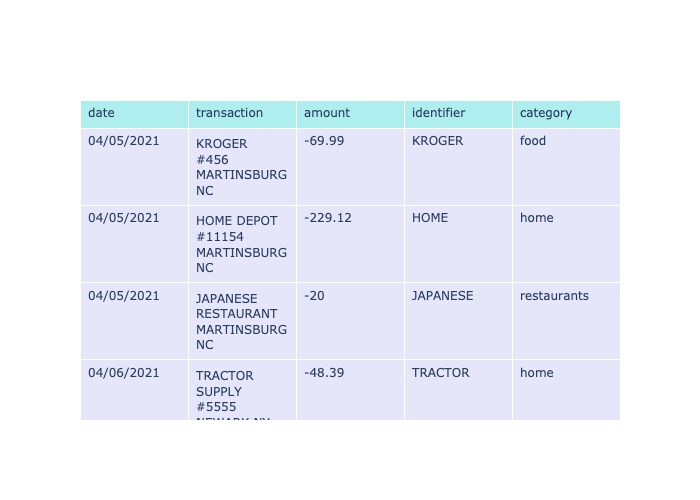 date transaction amount identifier category
04/05/2021 KROGER -69.99 KROGER food
#456
MARTINSBURG
NC
04/05/2021 HOME DEPOT -229.12 HOME home
#11154
MARTINSBURG
NC
04/05/2021 JAPANESE -20 JAPANESE restaurants
RESTAURANT
MARTINSBURG
NC
04/06/2021 TRACTOR -48.39 TRACTOR home
SUPPLY
#5555